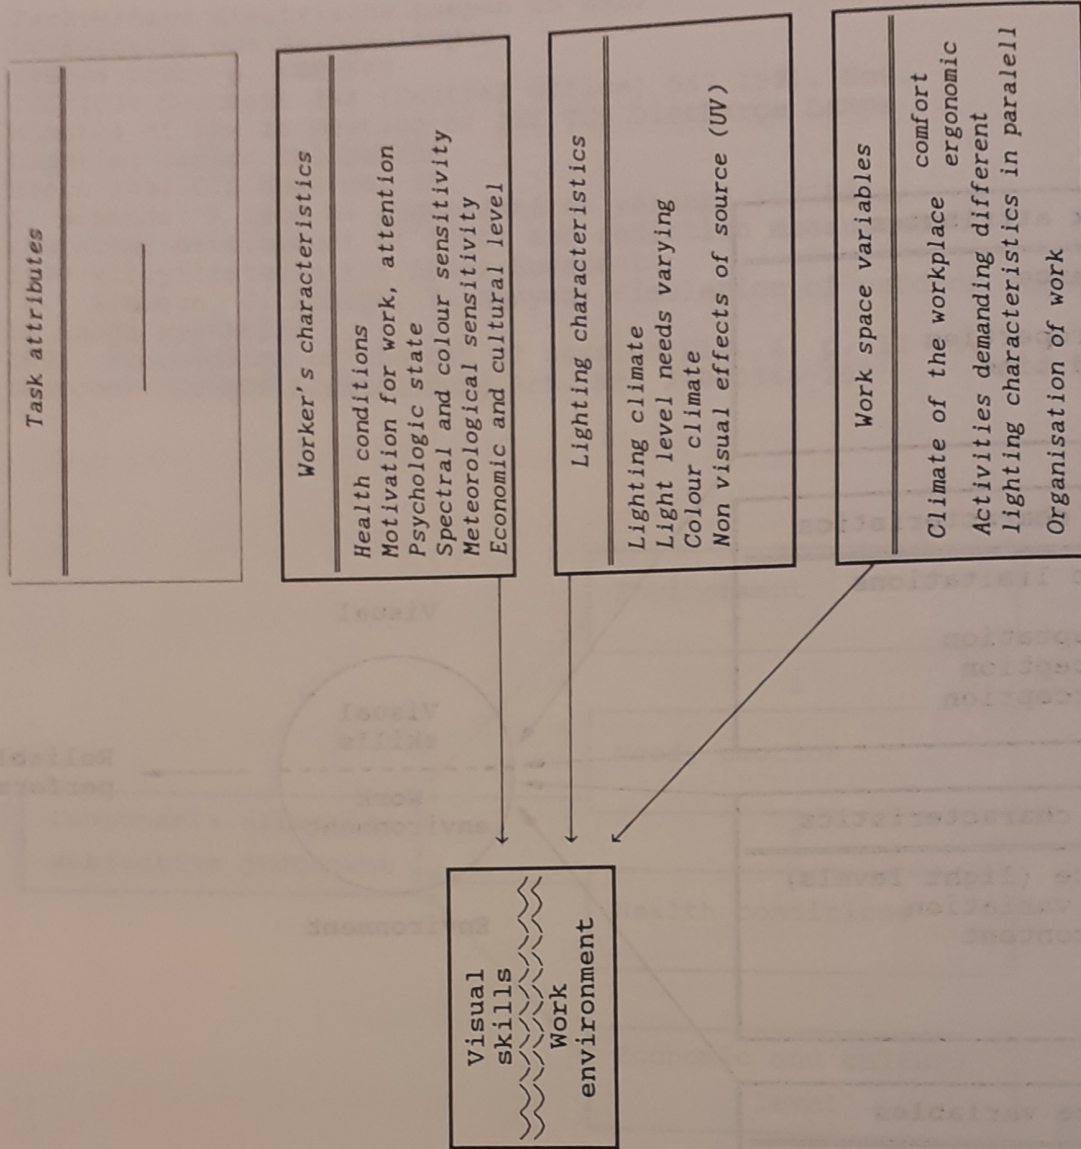 Task attributes
Worker's characteristics
Health conditions
Motivation for work, attention
Psychologic state
Spectral and colour sensitivity
Meteorological sensitivity
Economic and cultural level
Lighting characteristics
Lighting climate
Light level needs varying
Colour climate
Non visual effects of source (UV)
Work space variables
Climate of the workplace comfort
ergonomic
Activities demanding different
lighting characteristics in paralell
Organisation of work
Visual
skills
Work
environment